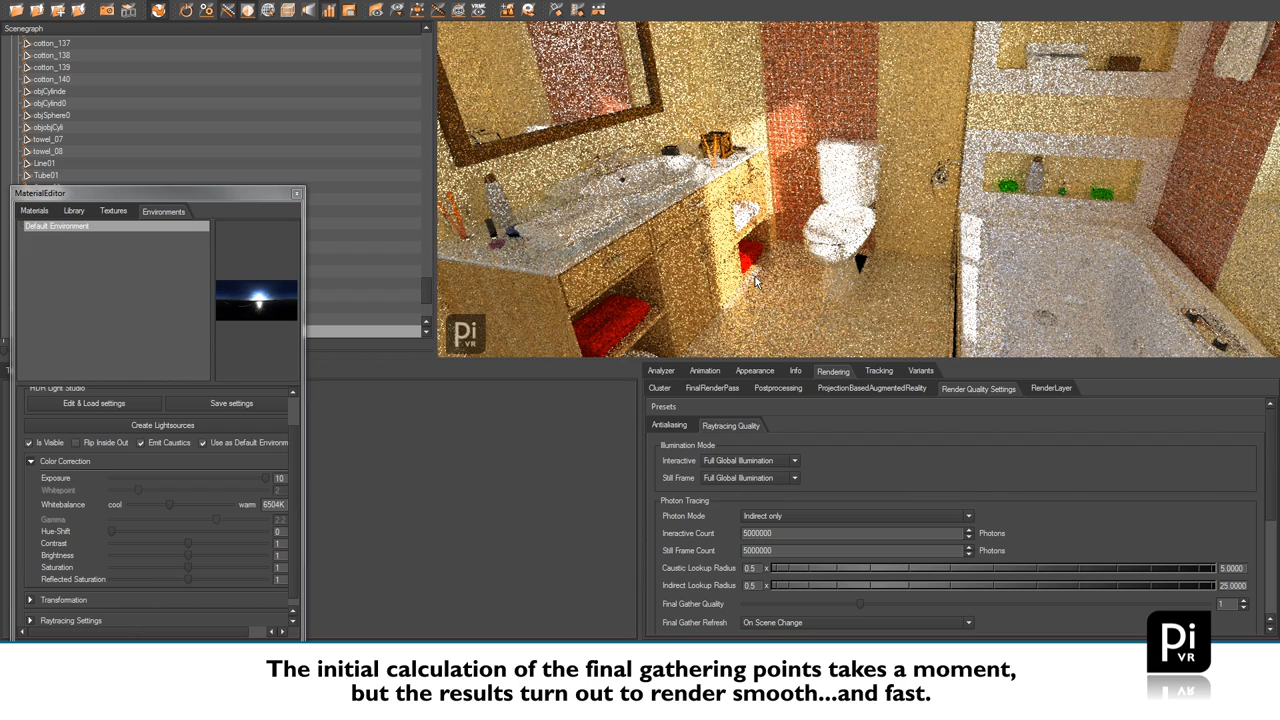 Scenegraph
cotton_137
cotton_138
cotton_139
cotton_140
objCylinde
objCylind0
objSphere0
objobjCyli
towel_07
towel_08
Line01
Tube01
MaterialEditor
Materials Library Textures Environments
Default Environment
HDR Light Studio
Edit & Load settings Save settings
Create Lightsources
Is Visible Flip Inside Out Emit Caustics Use as Default Environm
Color Correction
Exposure 10
Whitepoint 2
Whitebalance cool warm 6504K
Gamma 2.2
Hue-Shift 0
Contrast 1
Brightness 1
Saturation 1
Reflected Saturation 1
Transformation
Raytracing Settings
Pi VR
Analyzer Animation Appearance Info Rendering Tracking Variants
Cluster FinalRenderPass Postprocessing ProjectionBasedAugmentedReality Render Quality Settings RenderLayer
Presets
Antialiasing Raytracing Quality
Illumination Mode
Interactive Full Global Illumination
Still Frame Full Global Illumination
Photon Tracing
Photon Mode Indirect only
Ineractive Count 5000000 Photons
Still Frame Count 5000000 Photons
Caustic Lookup Radius 0.5 x 5.0000
Indirect Lookup Radius 0.5 x 25.0000
Final Gather Quality 1
Final Gather Refresh On Scene Change
Pi
VR
The initial calculation of the final gathering points takes a moment,
but the results turn out to render smooth...and fast.